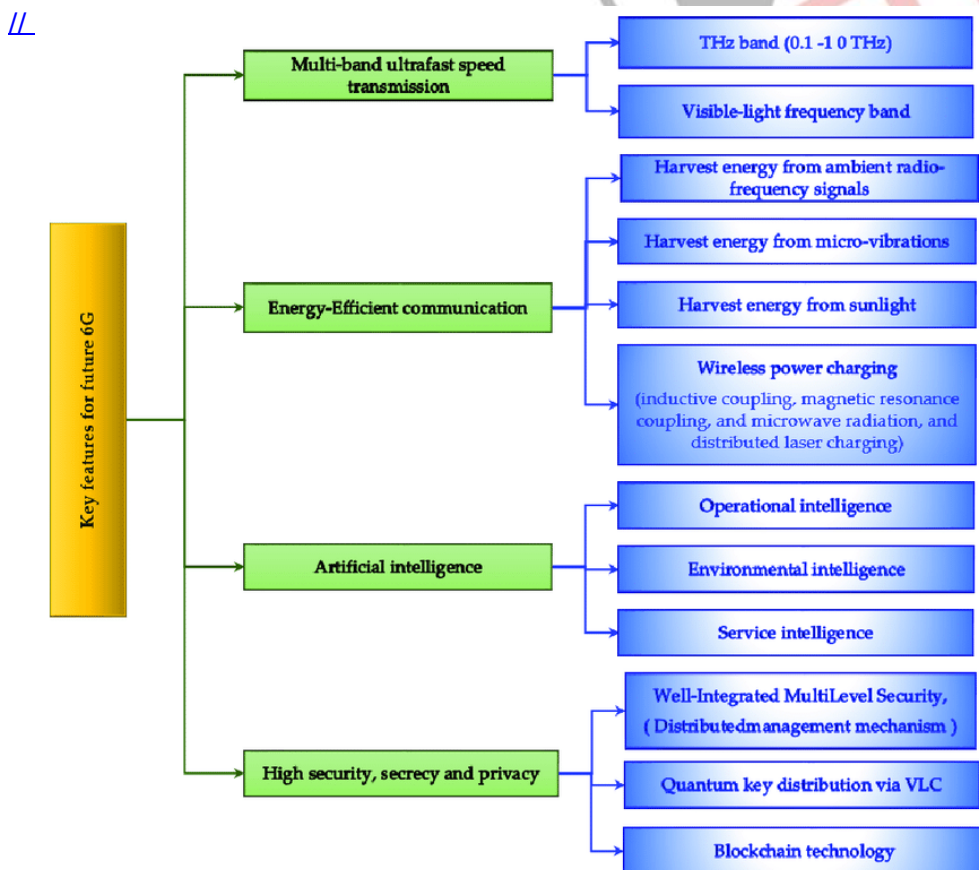 //
Key features for future 6G
Multi-band ultrafast speed
transmission
THz band (0.1 -1 0 THz)
Visible-light frequency band
Energy-Efficient communication
Harvest energy from ambient radio-
frequency signals
Harvest energy from micro-vibrations
Harvest energy from sunlight
Wireless power charging
(inductive coupling, magnetic resonance
coupling, and microwave radiation, and
distributed laser charging)
Artificial intelligence
Operational intelligence
Environmental intelligence
Service intelligence
High security, secrecy and privacy
Well-Integrated MultiLevel Security,
( Distributedmanagement mechanism )
Quantum key distribution via VLC
Blockchain technology